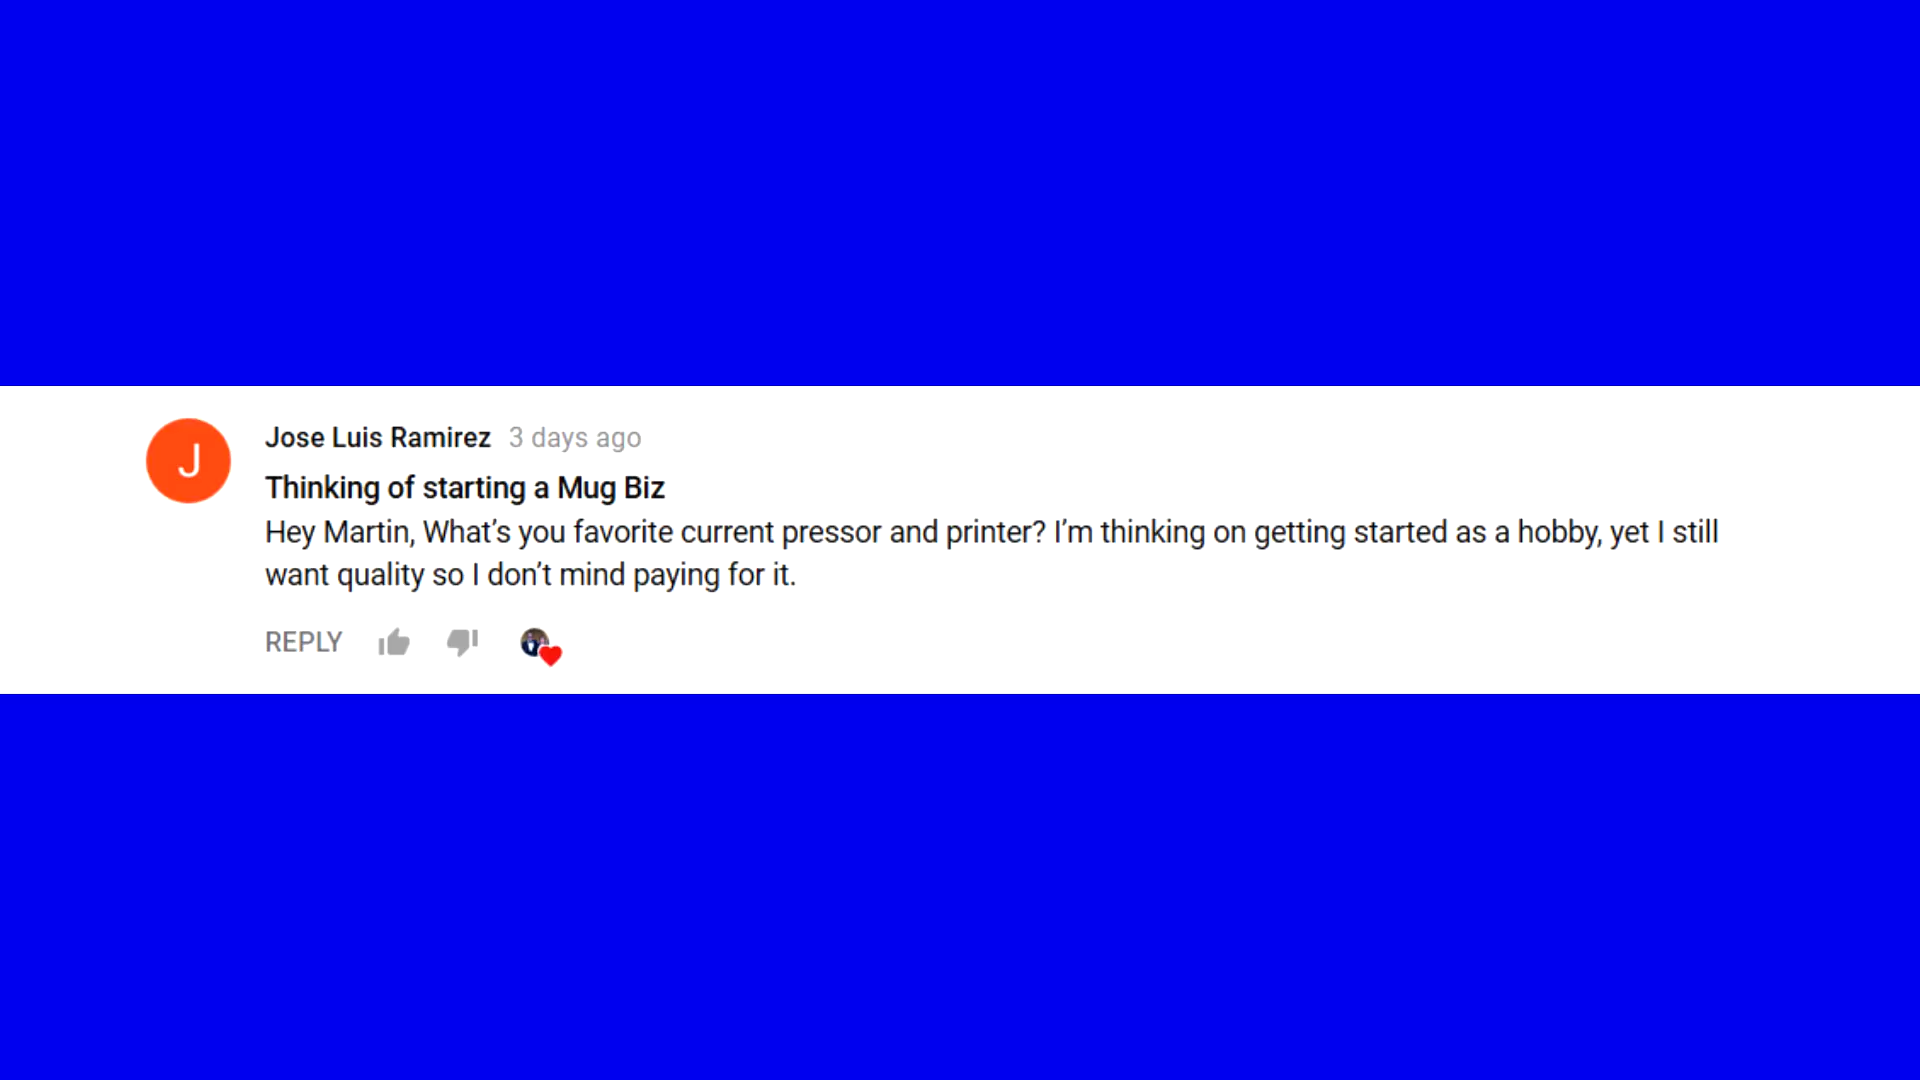 J
Jose Luis Ramirez 3 days ago
Thinking of starting a Mug Biz
Hey Martin, What’s you favorite current pressor and printer? I’m thinking on getting started as a hobby, yet I still
want quality so I don’t mind paying for it.
REPLY